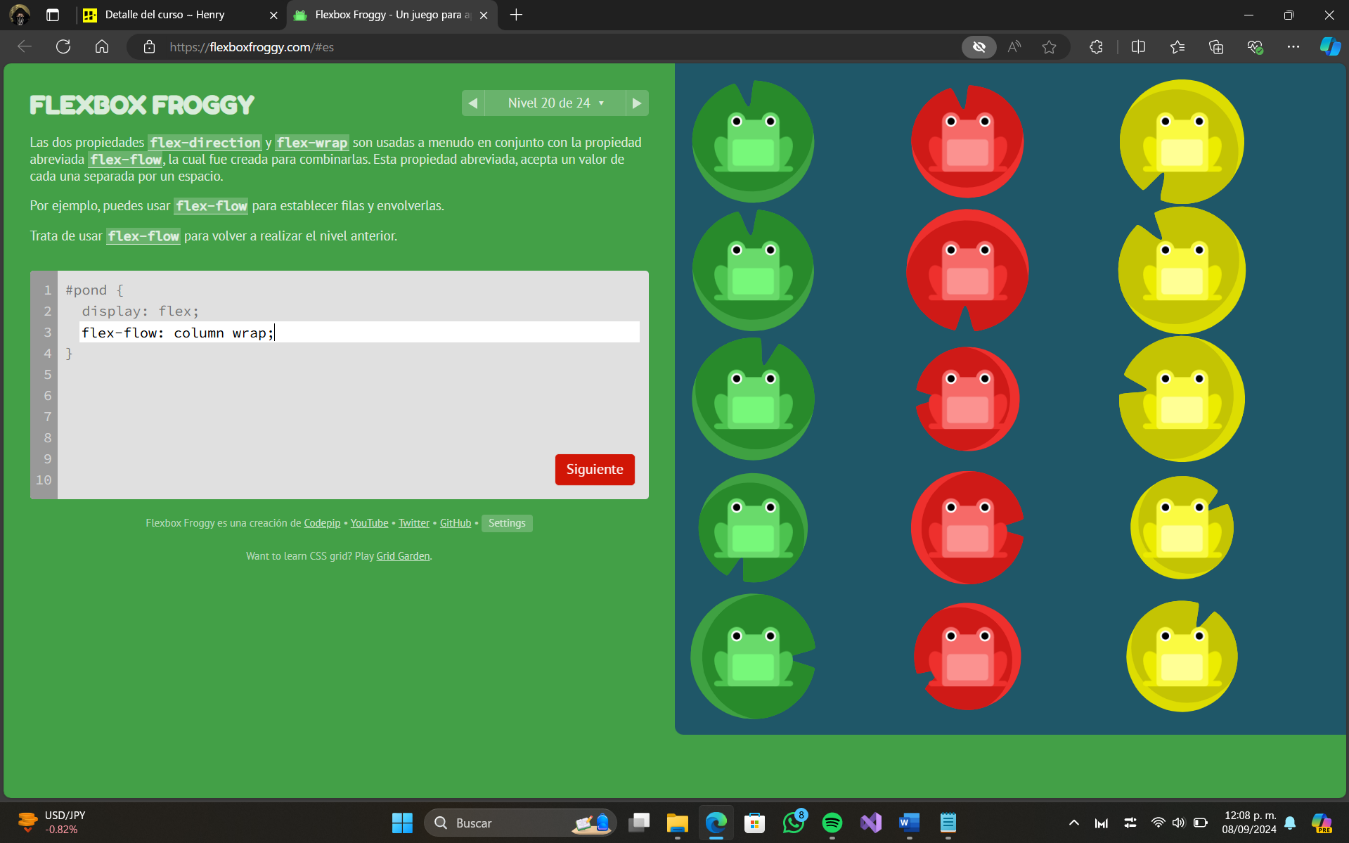 Detalle del curso – Henry
Flexbox Froggy - Un juego para a
https://flexboxfroggy.com/#es
FLEXBOX FROGGY
Nivel 20 de 24
Las dos propiedades flex-direction y flex-wrap son usadas a menudo en conjunto con la propiedad
abreviada flex-flow, la cual fue creada para combinarlas. Esta propiedad abreviada, acepta un valor de
cada una separada por un espacio.
Por ejemplo, puedes usar flex-flow para establecer filas y envolverlas.
Trata de usar flex-flow para volver a realizar el nivel anterior.
1 #pond {
2 display: flex;
3 flex-flow: column wrap;
4 }
5
6
7
8
9
10
Siguiente
Flexbox Froggy es una creación de Codepip • YouTube • Twitter • GitHub • Settings
Want to learn CSS grid? Play Grid Garden.
USD/JPY
-0.82%
Buscar
8
12:08 p. m.
08/09/2024
PRE